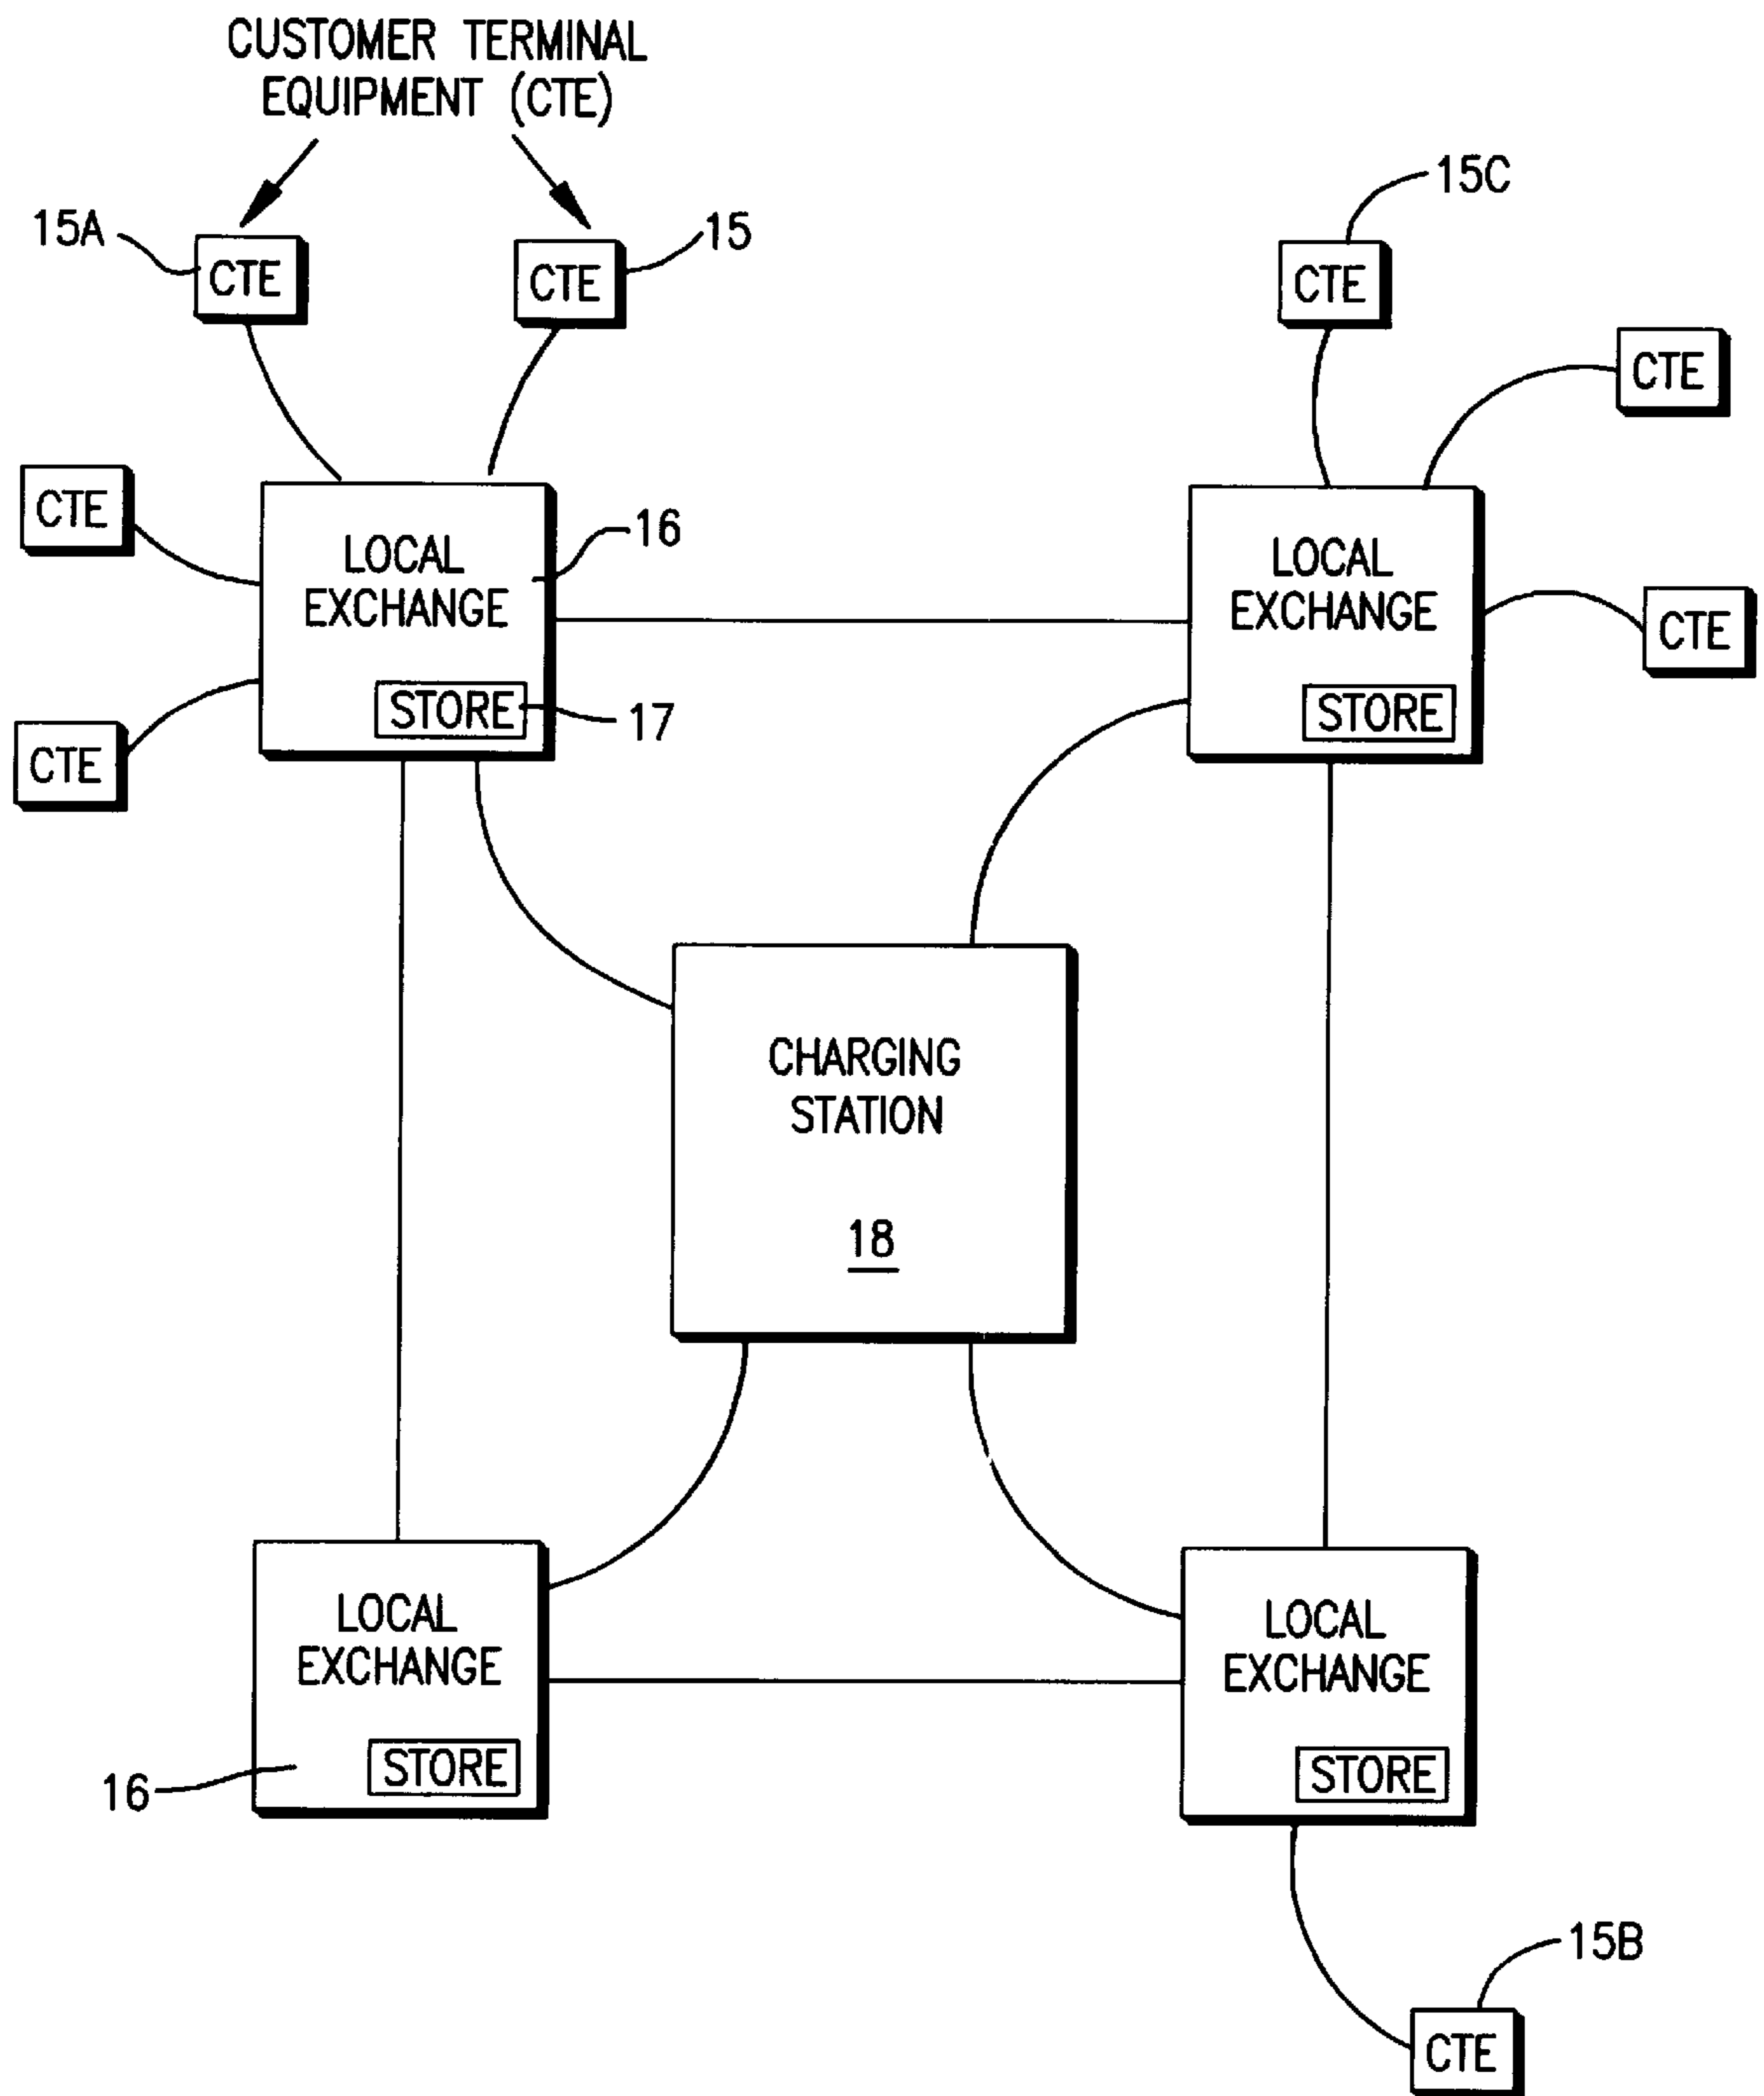 CUSTOMER TERMINAL
EQUIPMENT (CTE)
15A
CTE
CTE
15
15C
CTE
CTE
CTE
CTE
CTE
LOCAL
EXCHANGE
16
STORE
17
LOCAL
EXCHANGE
STORE
CHARGING
STATION
18
LOCAL
EXCHANGE
STORE
16
LOCAL
EXCHANGE
STORE
15B
CTE